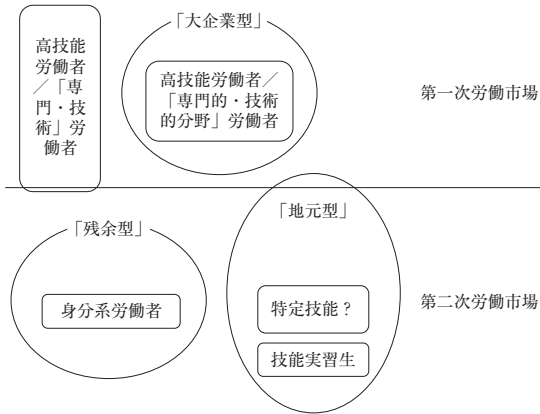 高技能
労働者
／「専
門・技
術」労
働者
「大企業型」
高技能労働者／
「専門的・技術
的分野」労働者
第一次労働市場
「残余型」
身分系労働者
「地元型」
特定技能？
技能実習生
第二次労働市場